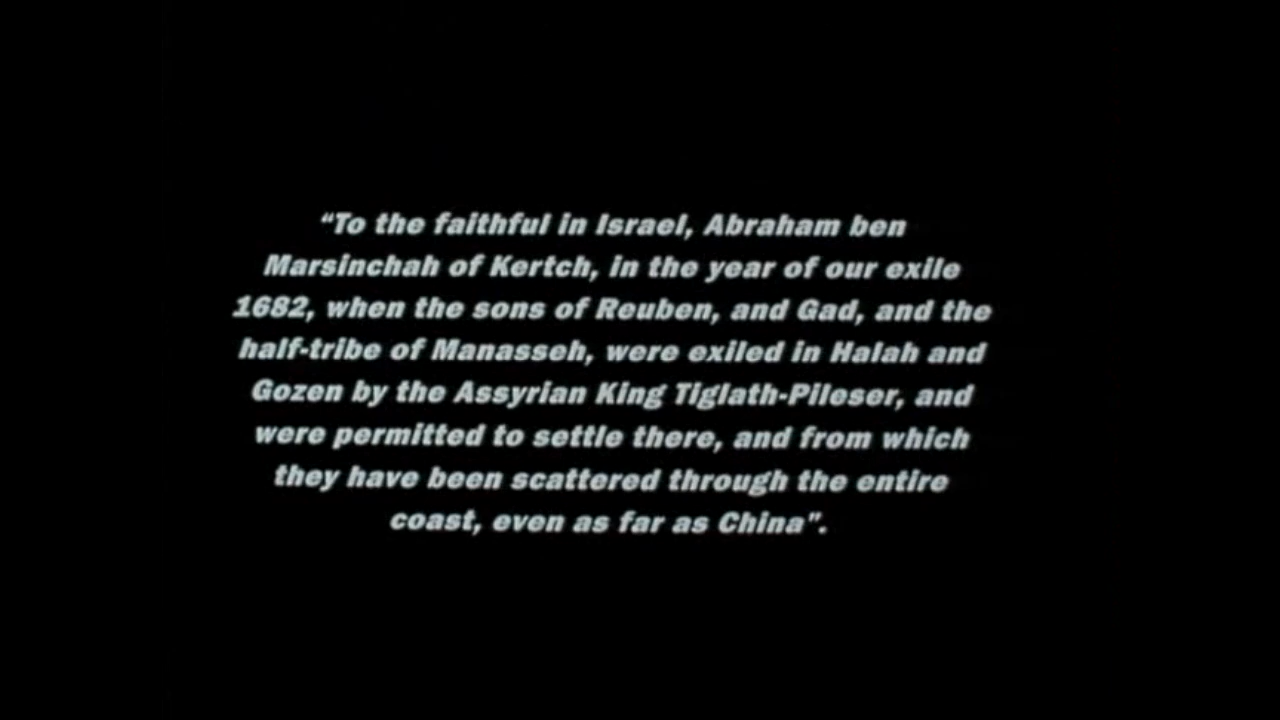 “To the faithful in Israel, Abraham ben
Marsinchah of Kertch, in the year of our exile
1682, when the sons of Reuben, and Gad, and the
half-tribe of Manasseh, were exiled in Halah and
Gozen by the Assyrian King Tiglath-Pileser, and
were permitted to settle there, and from which
they have been scattered through the entire
coast, even as far as China".